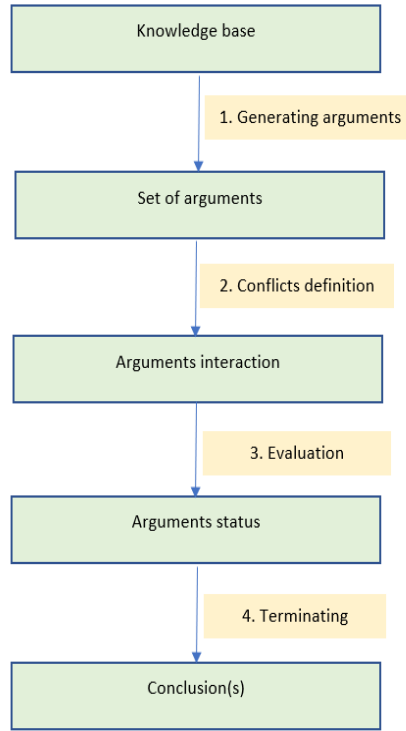 Knowledge base
1. Generating arguments
Set of arguments
2. Conflicts definition
Arguments interaction
3. Evaluation
Arguments status
4. Terminating
Conclusion(s)